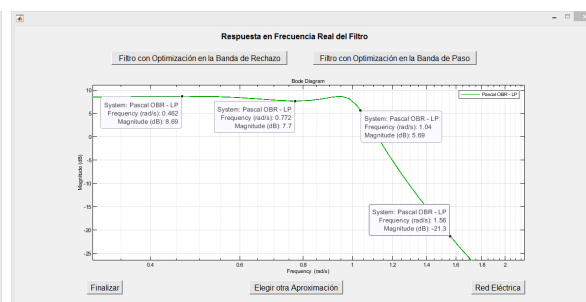 Respuesta en Frecuencia Real del Filtro
Filtro con Optimización en la Banda de Rechazo
Filtro con Optimización en la Banda de Paso
Bode Diagram
Pascal OBR - LP
System: Pascal OBR - LP
Frequency (rad/s): 0.462
Magnitude (dB): 8.69
System: Pascal OBR - LP
Frequency (rad/s): 0.772
Magnitude (dB): 7.7
System: Pascal OBR - LP
Frequency (rad/s): 1.04
Magnitude (dB): 5.69
System: Pascal OBR - LP
Frequency (rad/s): 1.56
Magnitude (dB): -21.3
Magnitude (dB)
10
5
0
-5
-10
-15
-20
-25
0.4
0.6
0.8
1
1.2
1.4
1.6
1.8
2
Frequency (rad/s)
Finalizar
Elegir otra Aproximación
Red Eléctrica